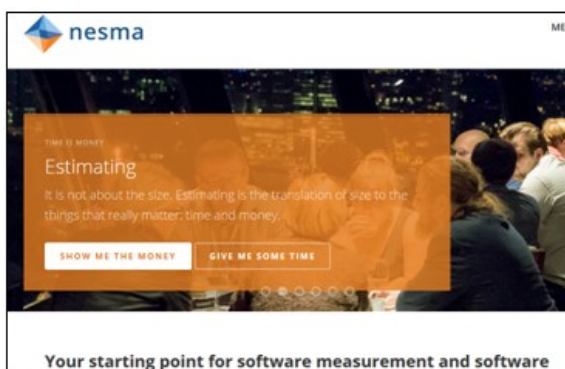 nesma
ME
TIME IS MONEY
Estimating
It is not about the size. Estimating is the translation of size to the
things that really matter: time and money.
SHOW ME THE MONEY
GIVE ME SOME TIME
Your starting point for software measurement and software